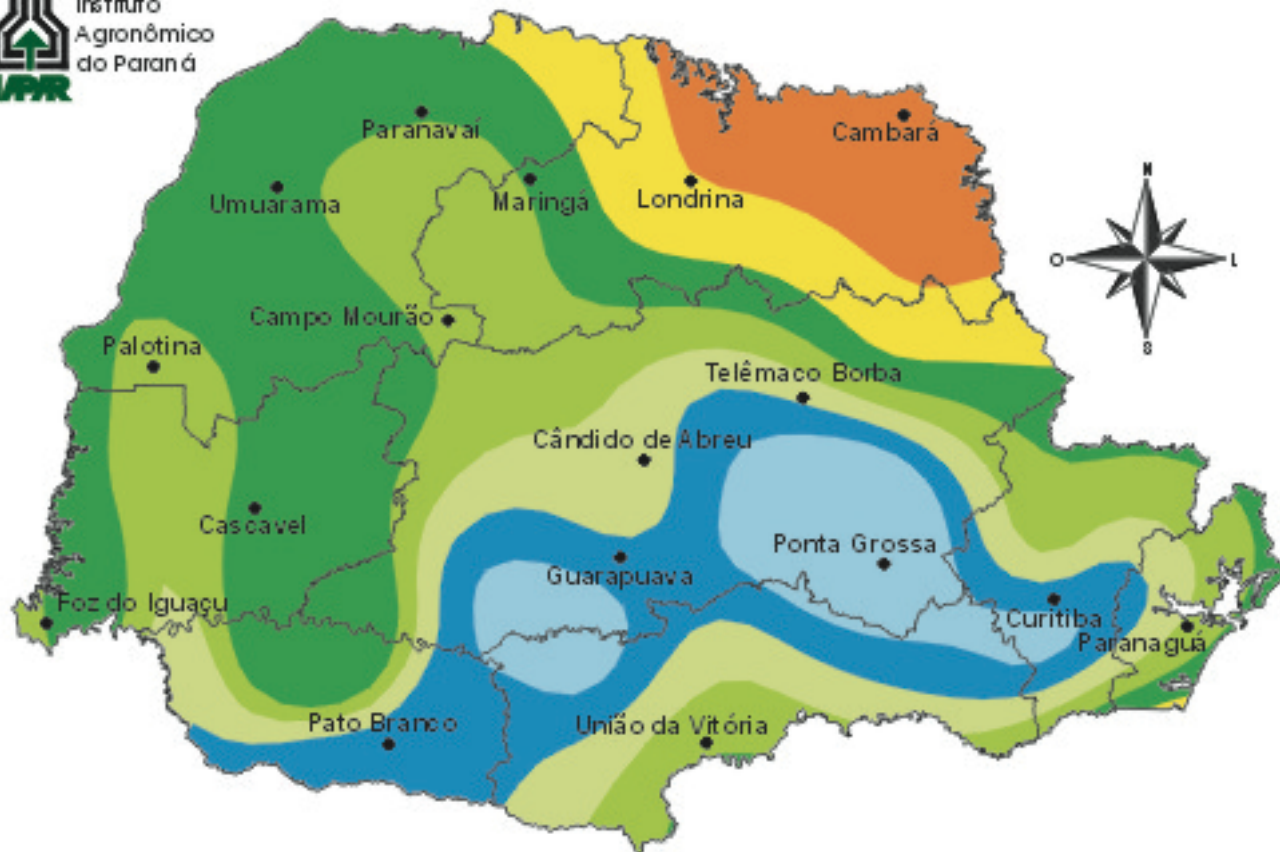 Instituto
Agronômico
do Paraná
IAPAR
N
Paranavaí
Cambará
Umuarama
Maringá
Londrina
O
L
Campo Mourão
Palotina
S
Telêmaco Borba
Cândido de Abreu
Cascavel
Ponta Grossa
Guarapuava
Foz do Iguaçu
Curitiba
Paranaguá
Pato Branco
União da Vitória